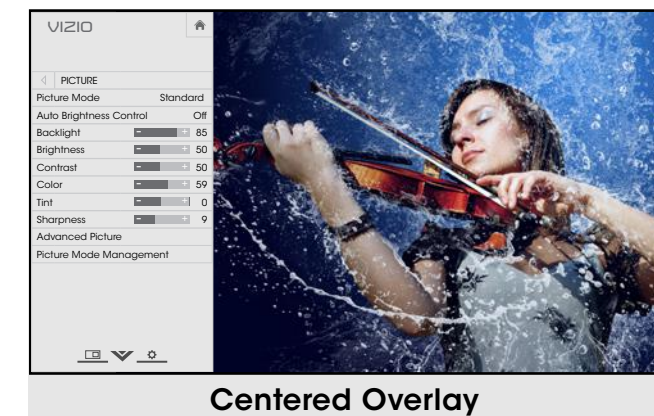 VIZIO
PICTURE
Picture Mode Standard
Auto Brightness Control Off
Backlight 85
Brightness 50
Contrast 50
Color 59
Tint 0
Sharpness 9
Advanced Picture
Picture Mode Management
Centered Overlay